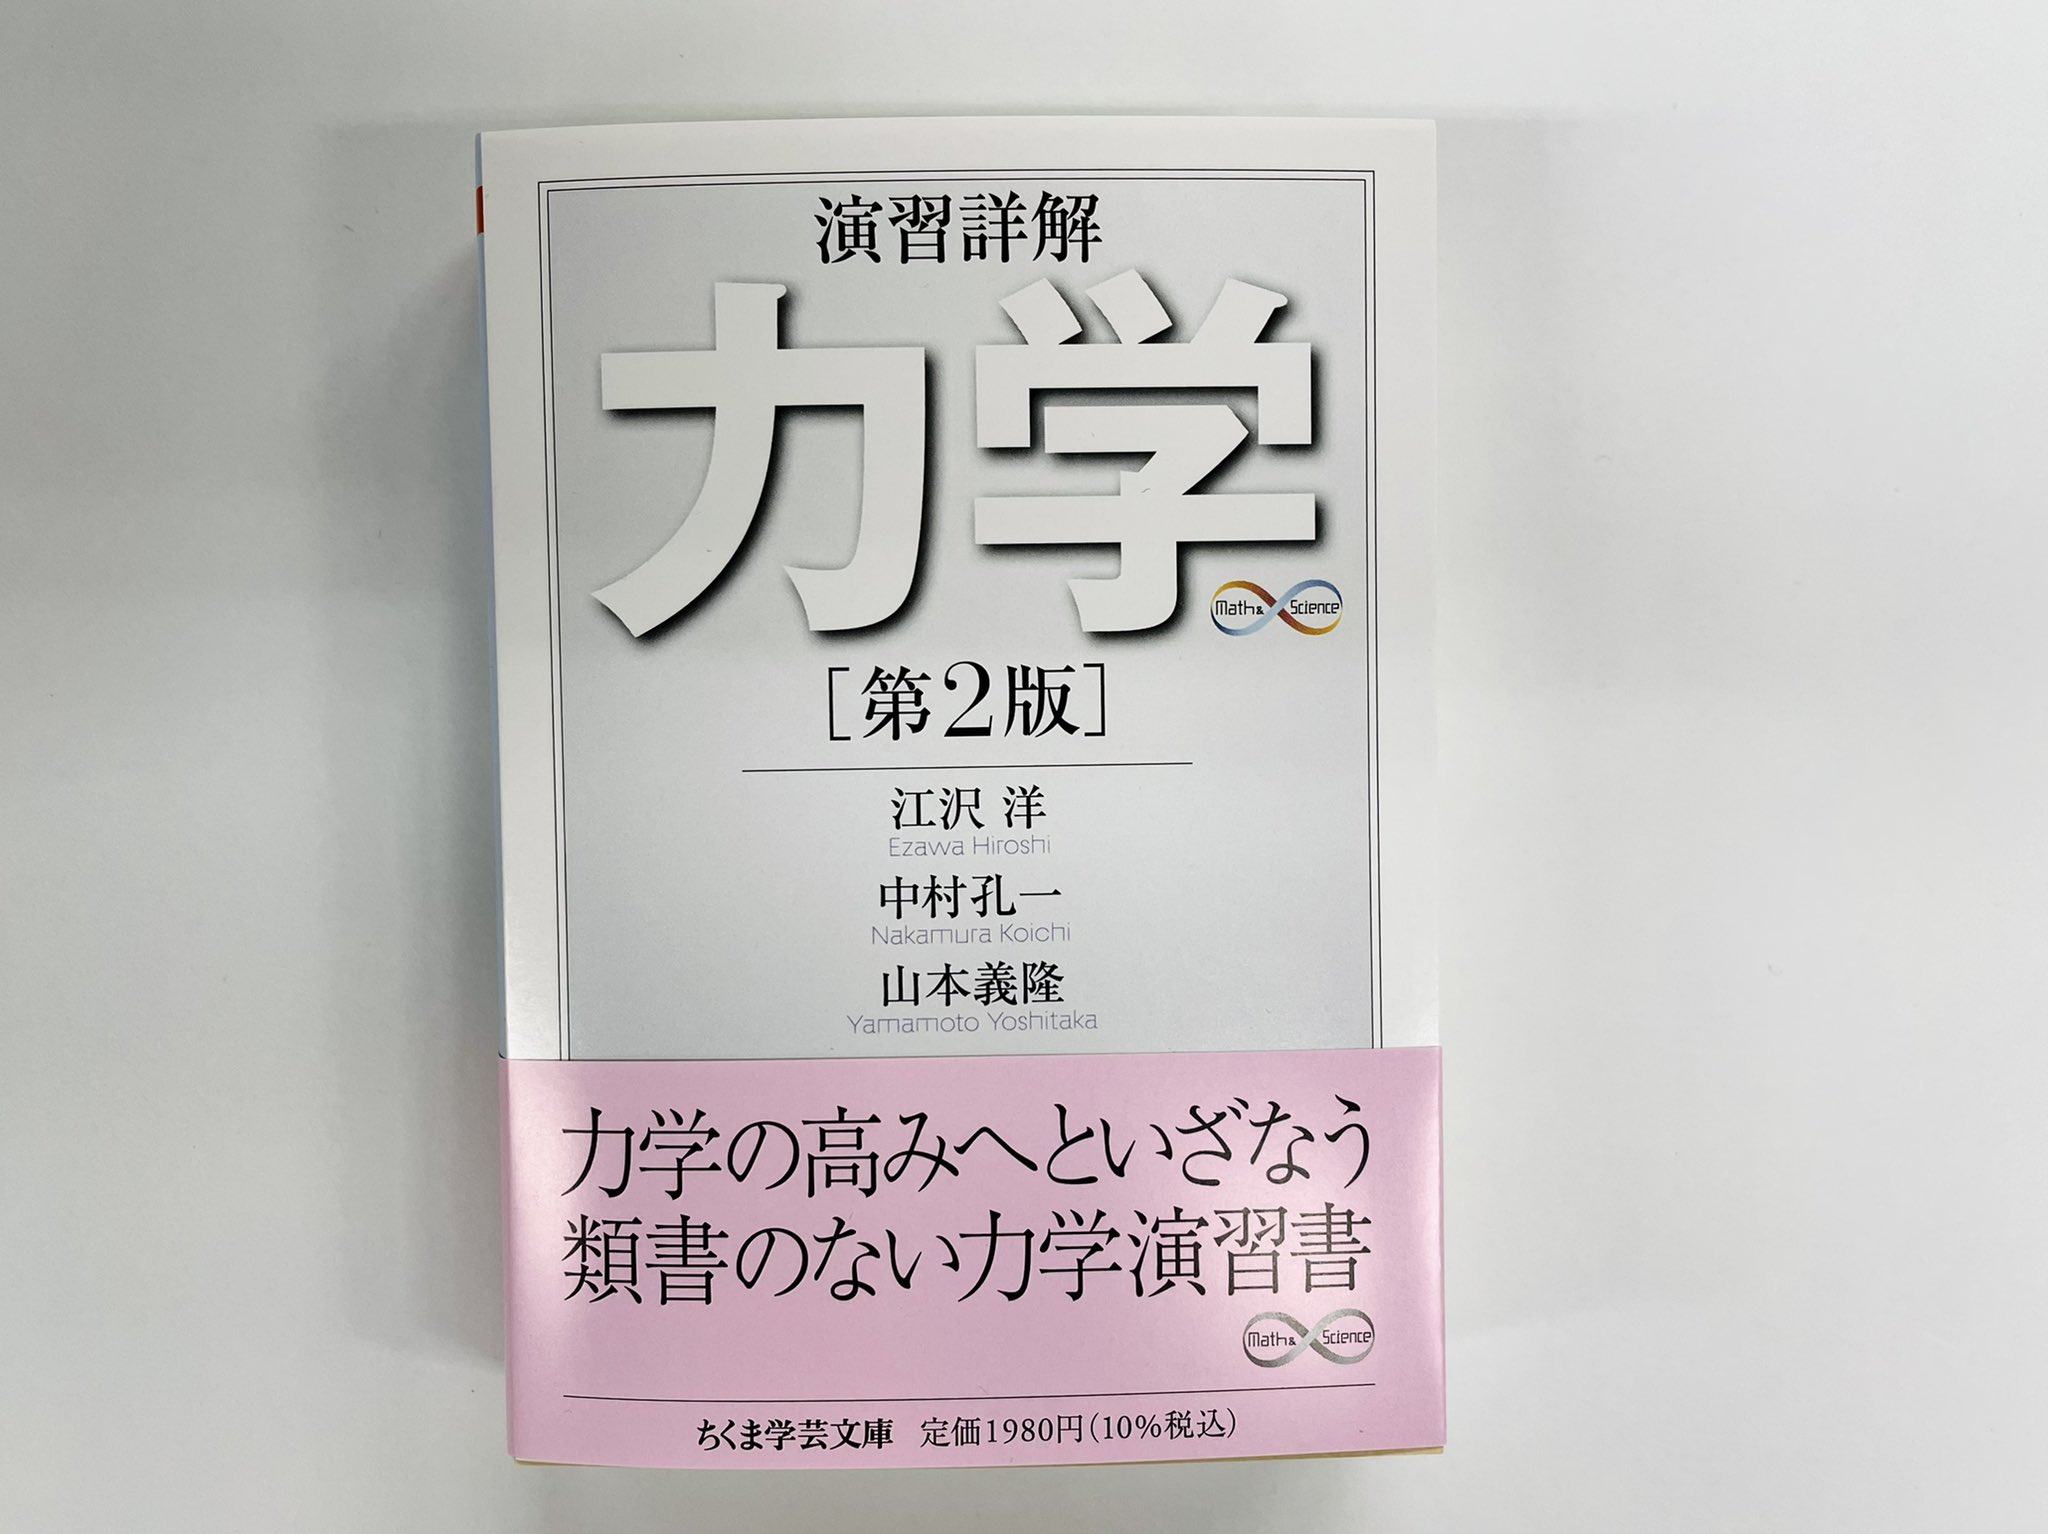 演習詳解
力学
Math & Science
[第2版]
江沢 洋
Ezawa Hiroshi
中村孔一
Nakamura Koichi
山本義隆
Yamamoto Yoshitaka
力学の高みへといざなう
類書のない力学演習書
Math & Science
ちくま学芸文庫 定価1980円(10%税込)